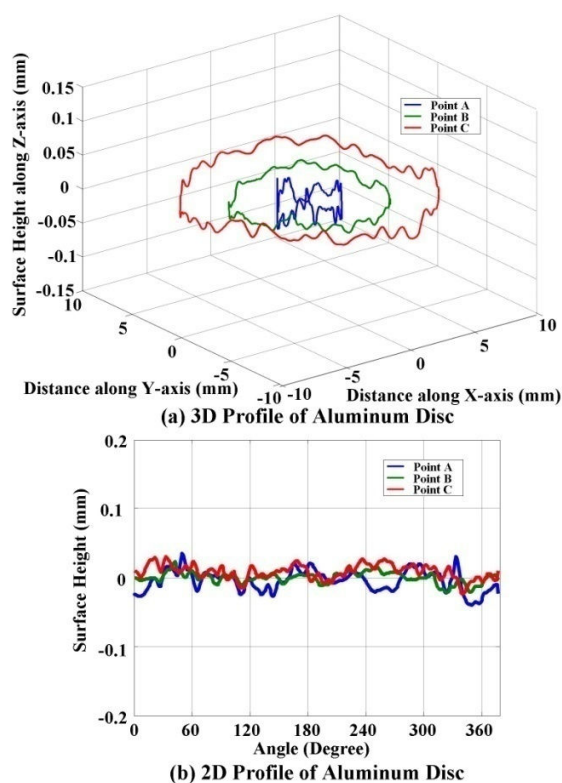 0.15
0.1
0.05
0
-0.05
-0.1
-0.15
Surface Height along Z-axis (mm)
Point A
Point B
Point C
10
5
0
-5
-10
Distance along Y-axis (mm)
-10
-5
0
5
10
Distance along X-axis (mm)
(a) 3D Profile of Aluminum Disc
0.2
0.1
0
-0.1
-0.2
Surface Height (mm)
Point A
Point B
Point C
0 60 120 180 240 300 360
Angle (Degree)
(b) 2D Profile of Aluminum Disc